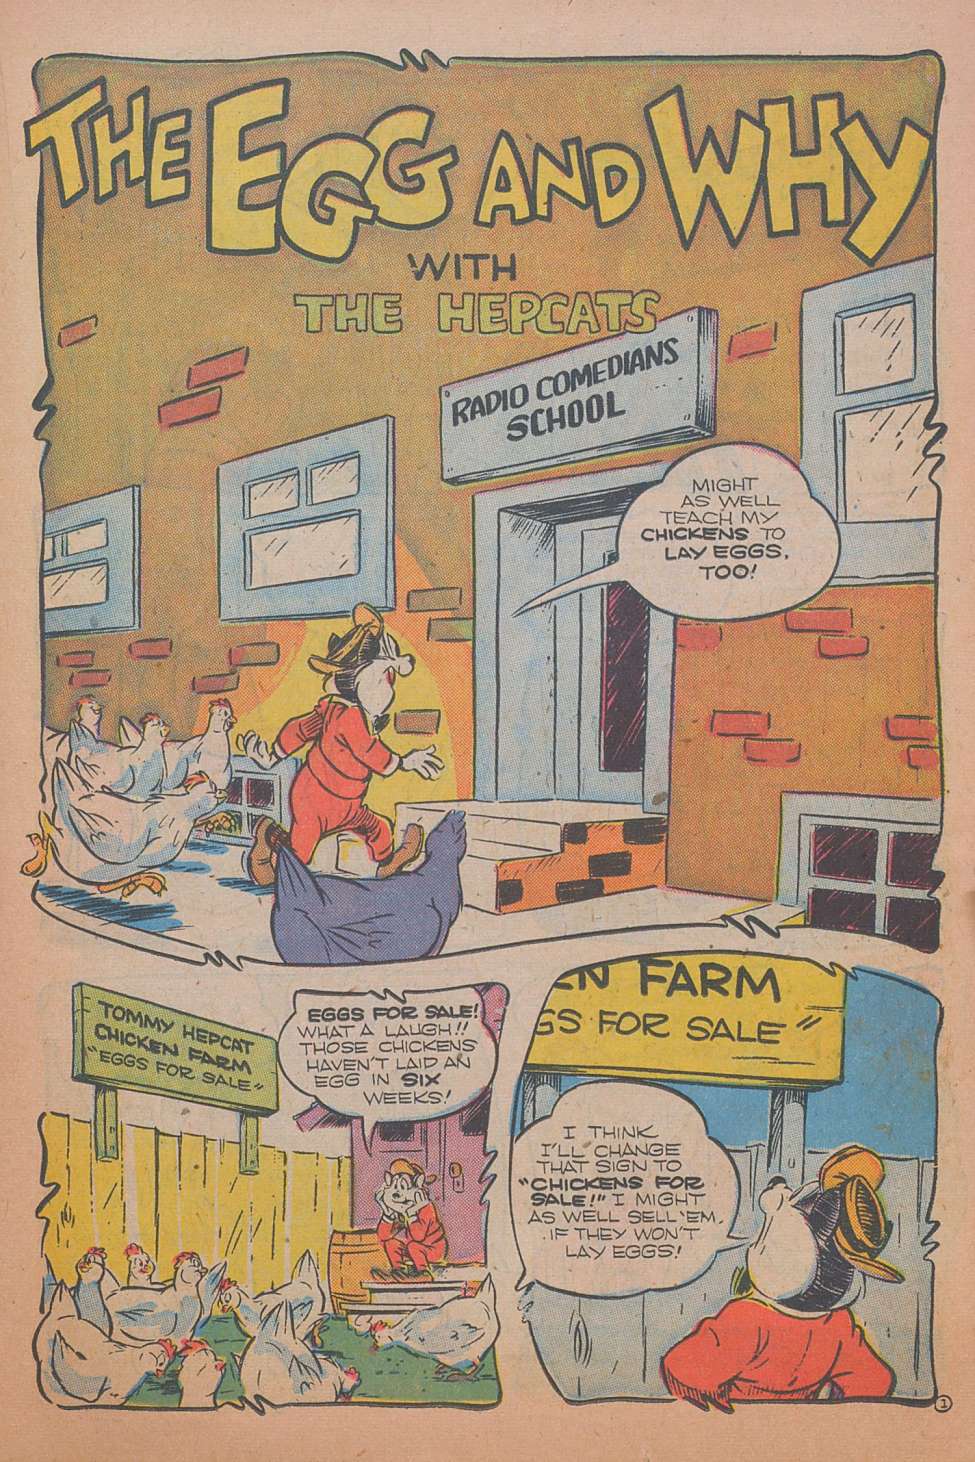 THE EGG AND WHY
WITH
THE HEPCATS
RADIO COMEDIANS
SCHOOL
MIGHT
AS WELL
TEACH MY
CHICKENS TO
LAY EGGS,
TOO!
TOMMY HEPCAT
CHICKEN FARM
"EGGS FOR SALE"
EGGS FOR SALE!
WHAT A LAUGH!!
THOSE CHICKENS
HAVEN'T LAID AN
EGG IN SIX
WEEKS!
EN FARM
GS FOR SALE"
I THINK
I'LL CHANGE
THAT SIGN TO
"CHICKENS FOR
SALE!" I MIGHT
AS WELL SELL 'EM,
IF THEY WON'T
LAY EGGS!
1